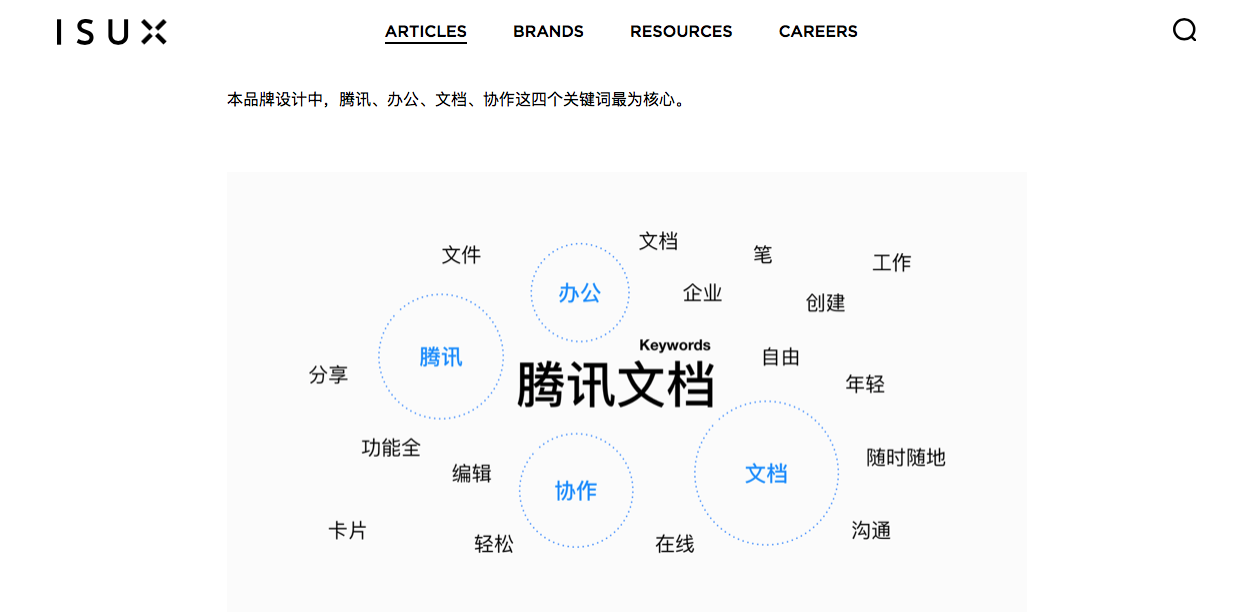 ISUX
ARTICLES
BRANDS
RESOURCES
CAREERS
本品牌设计中，腾讯、办公、文档、协作这四个关键词最为核心。
文件
文档
笔
工作
办公
企业
创建
Keywords
腾讯
腾讯文档
自由
分享
年轻
功能全
编辑
协作
文档
随时随地
卡片
轻松
在线
沟通